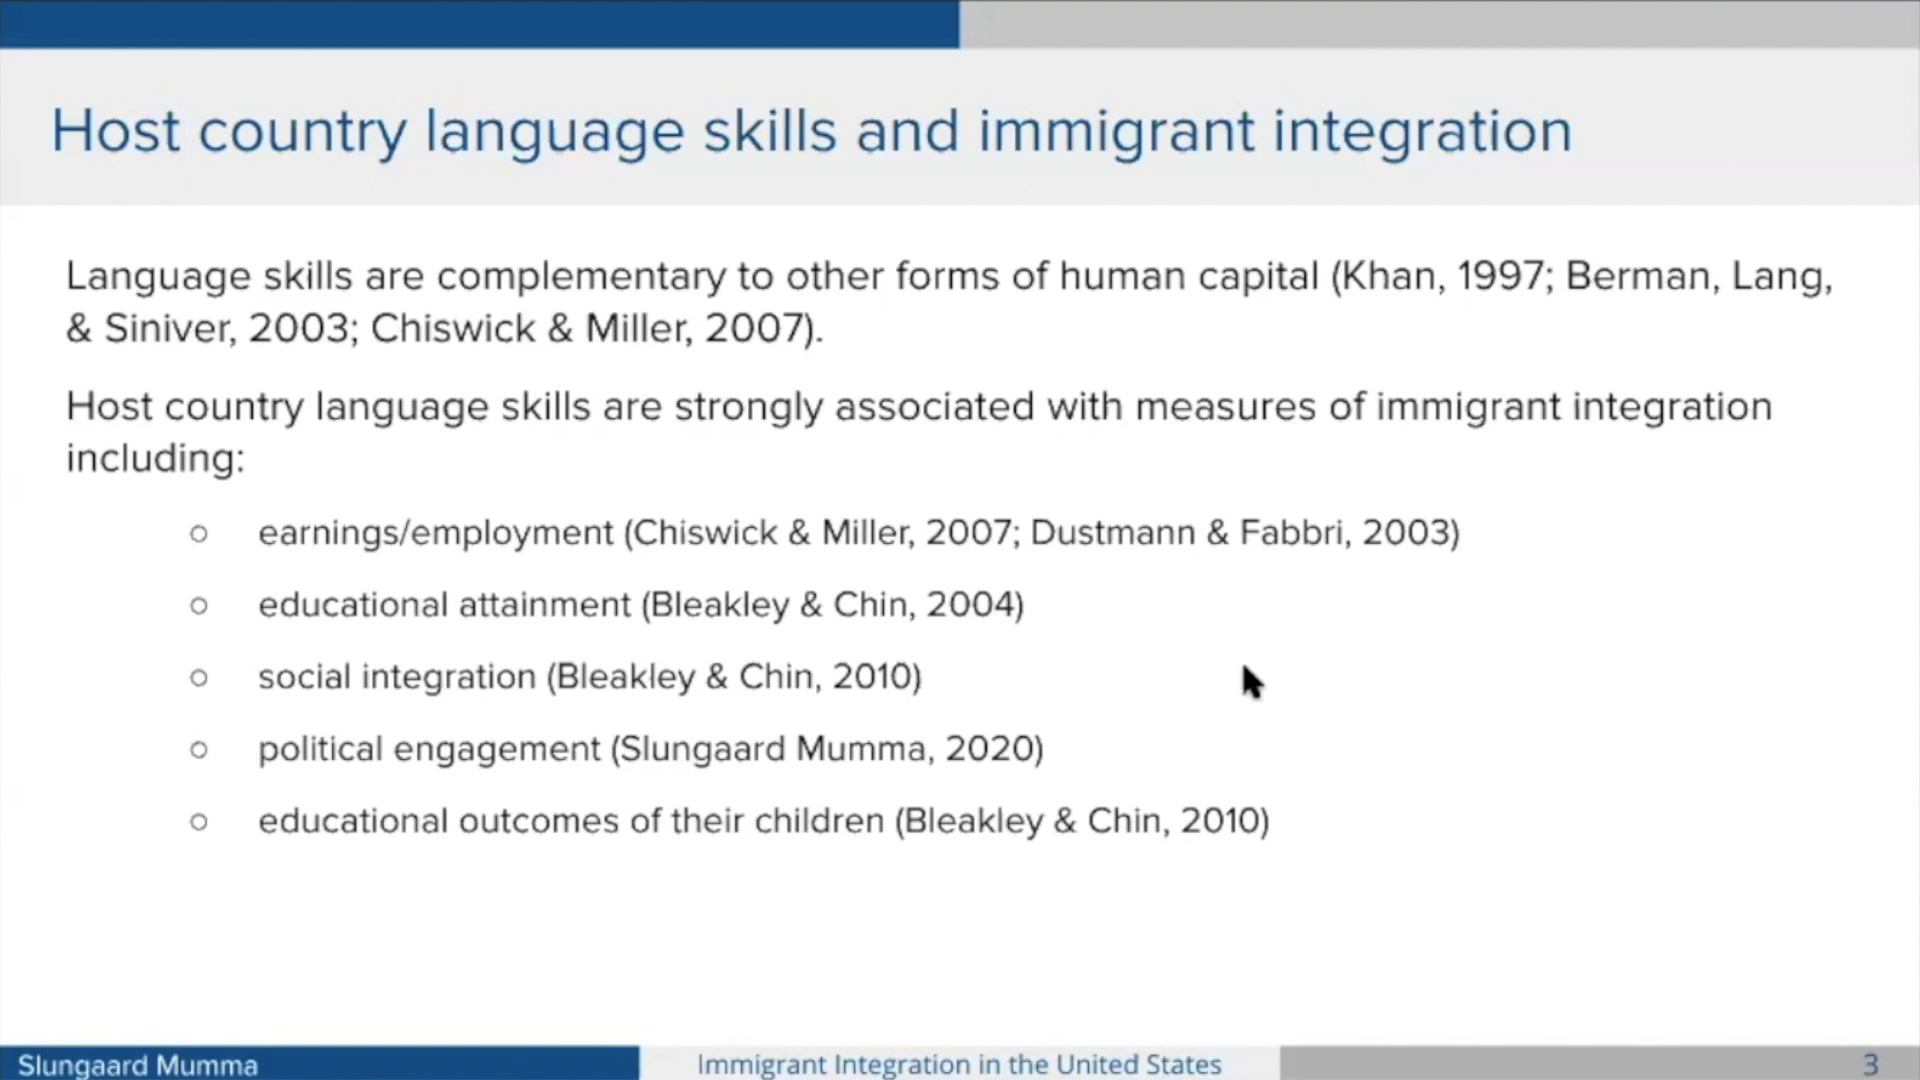 Host country language skills and immigrant integration
Language skills are complementary to other forms of human capital (Khan, 1997; Berman, Lang,
& Siniver, 2003; Chiswick & Miller, 2007).
Host country language skills are strongly associated with measures of immigrant integration
including:
○ earnings/employment (Chiswick & Miller, 2007; Dustmann & Fabbri, 2003)
○ educational attainment (Bleakley & Chin, 2004)
○ social integration (Bleakley & Chin, 2010)
○ political engagement (Slungaard Mumma, 2020)
○ educational outcomes of their children (Bleakley & Chin, 2010)
Slungaard Mumma
Immigrant Integration in the United States
3